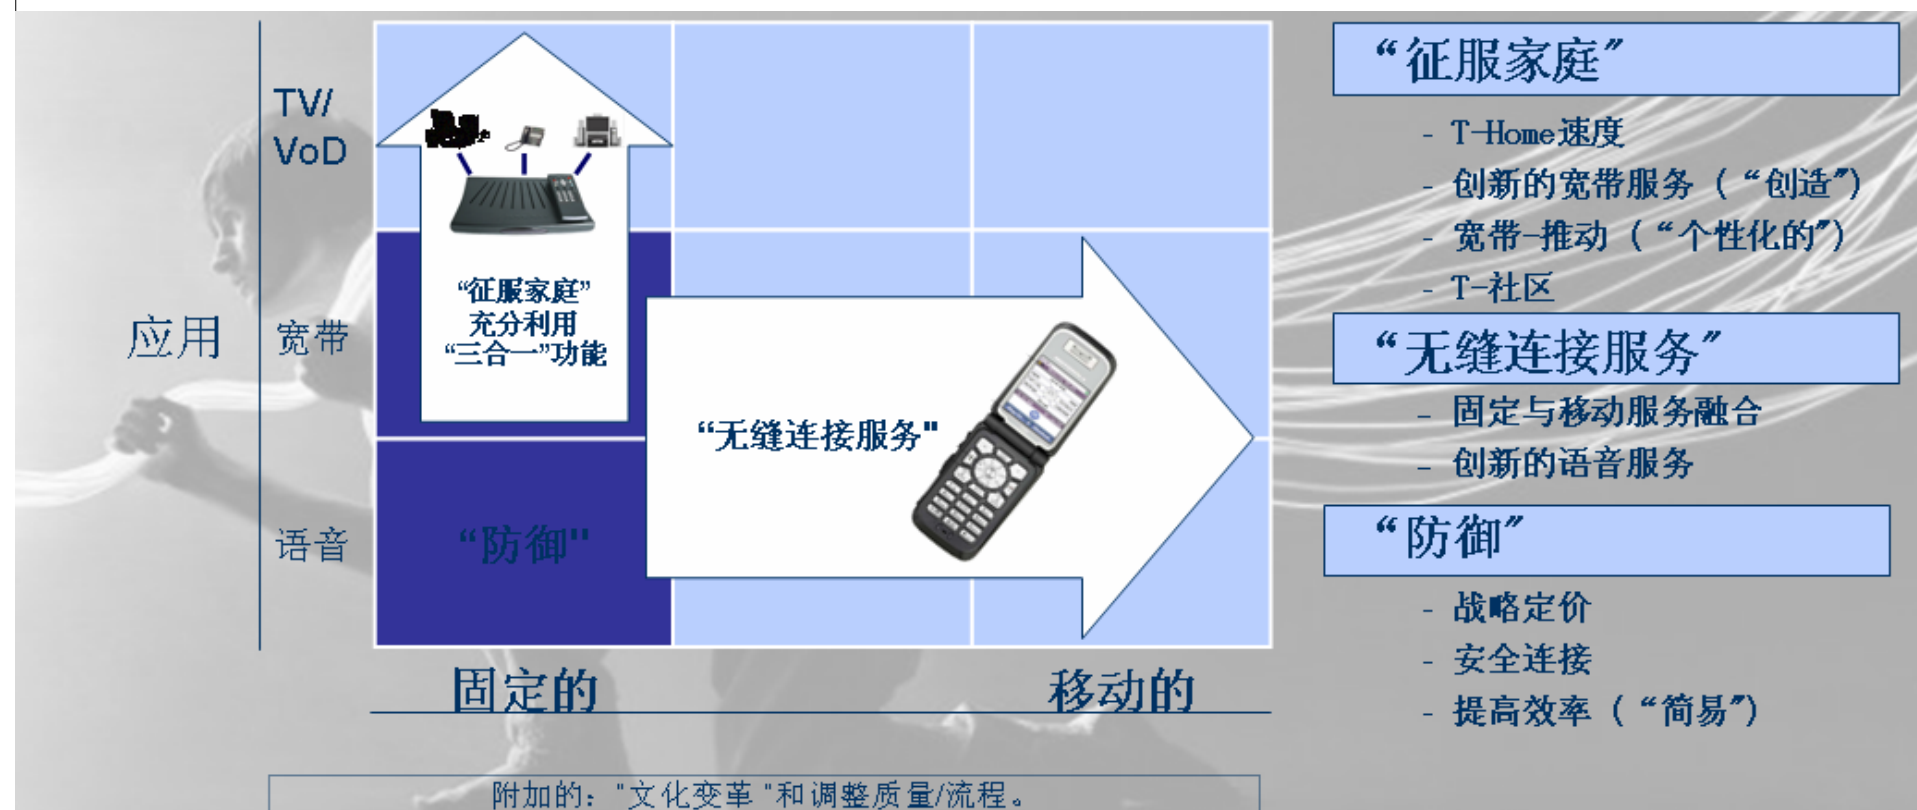 TV/
VoD
应用
宽带
语音
“征服家庭”
充分利用
“三合一”功能
“无缝连接服务"
“防御"
固定的
移动的
“征服家庭”
- T-Home速度
- 创新的宽带服务（“创造”）
- 宽带-推动（“个性化的”）
- T-社区
“无缝连接服务”
- 固定与移动服务融合
- 创新的语音服务
“防御”
- 战略定价
- 安全连接
- 提高效率（“简易”）
附加的："文化变革 "和调整质量/流程。